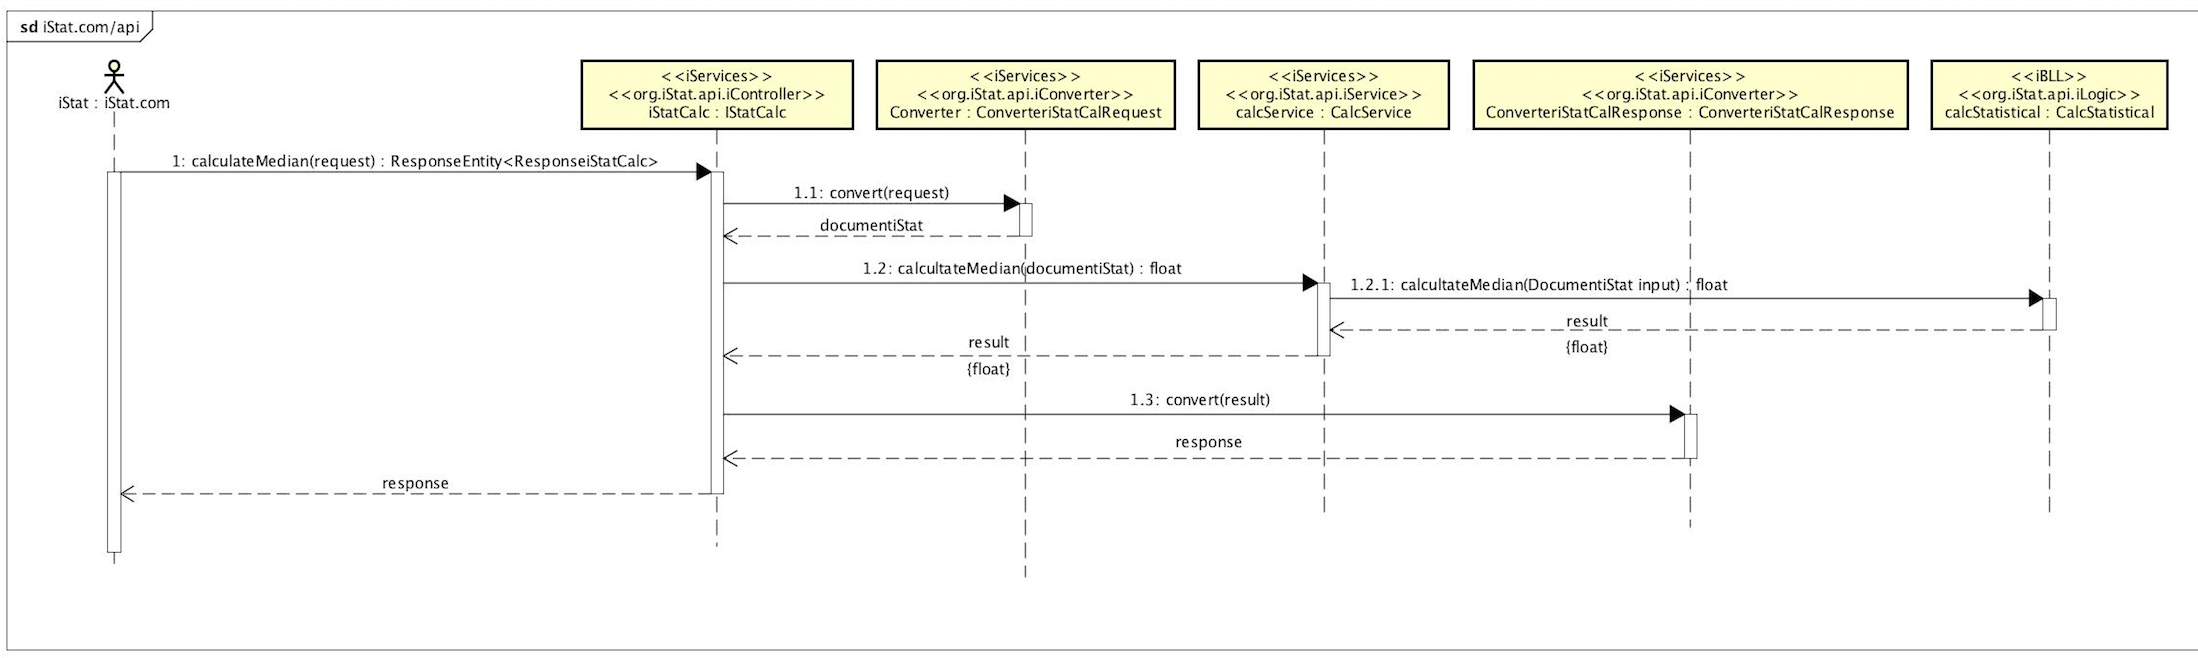 sd iStat.com/api
iStat : iStat.com
<<iServices>>
<<org.iStat.api.iController>>
iStatCalc : IStatCalc
<<iServices>>
<<org.iStat.api.iConverter>>
Converter : ConverteriStatCalRequest
<<iServices>>
<<org.iStat.api.iService>>
calcService : CalcService
<<iServices>>
<<org.iStat.api.iConverter>>
ConverteriStatCalResponse : ConverteriStatCalResponse
<<iBLL>>
<<org.iStat.api.iLogic>>
calcStatistical : CalcStatistical
1: calculateMedian(request) : ResponseEntity<ResponseiStatCalc>
1.1: convert(request)
documentiStat
1.2: calcultateMedian(documentiStat) : float
1.2.1: calcultateMedian(DocumentiStat input) : float
result
{float}
result
{float}
1.3: convert(result)
response
response